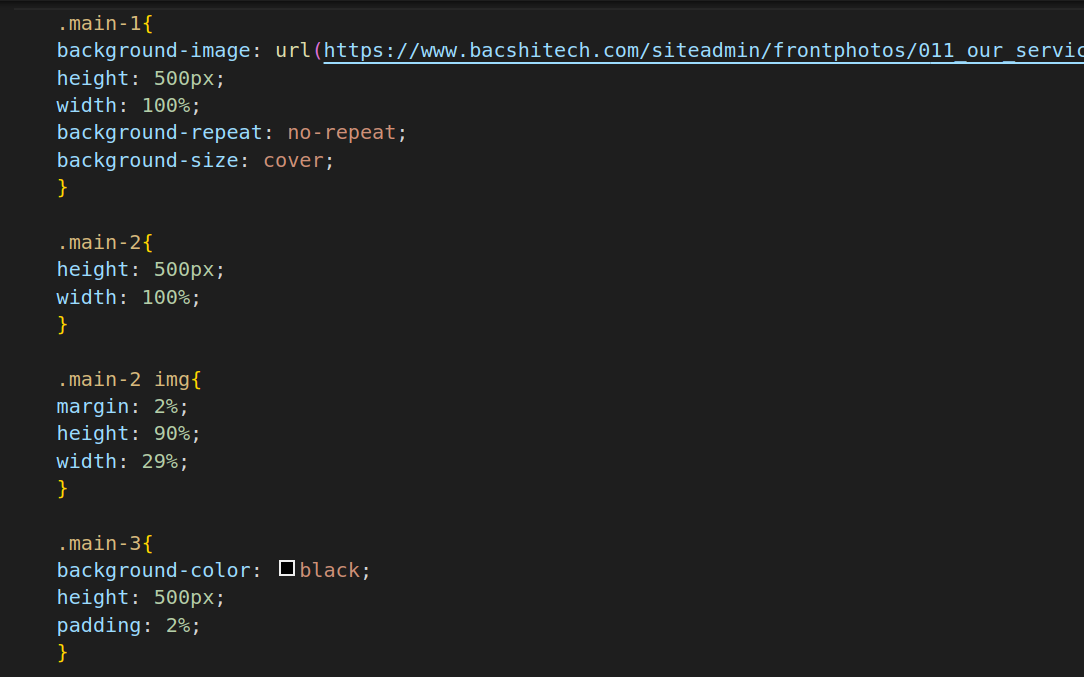 .main-1{
background-image: url(https://www.bacshitech.com/siteadmin/frontphotos/011_our_servic
height: 500px;
width: 100%;
background-repeat: no-repeat;
background-size: cover;
}
.main-2{
height: 500px;
width: 100%;
}
.main-2 img{
margin: 2%;
height: 90%;
width: 29%;
}
.main-3{
background-color: black;
height: 500px;
padding: 2%;
}